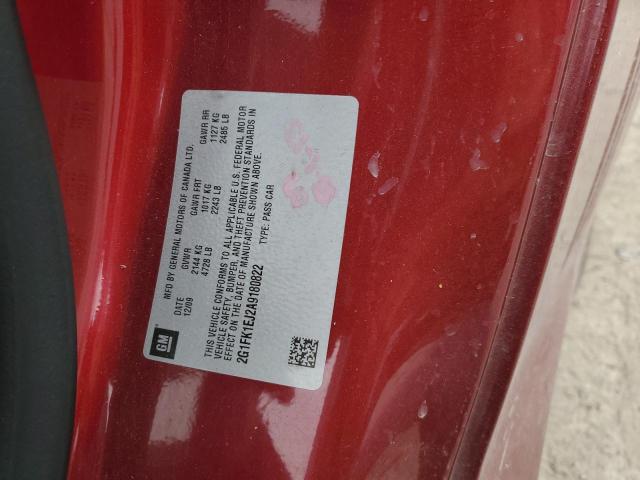 GM
MFD BY GENERAL MOTORS OF CANADA LTD.
DATE GVWR GAWR FRT GAWR RR
12/09 2144 KG 1017 KG 1127 KG
4728 LB 2243 LB 2485 LB
THIS VEHICLE CONFORMS TO ALL APPLICABLE U.S. FEDERAL MOTOR
VEHICLE SAFETY, BUMPER, AND THEFT PREVENTION STANDARDS IN
EFFECT ON THE DATE OF MANUFACTURE SHOWN ABOVE.
2G1FK1EJ2A9180822 TYPE: PASS CAR